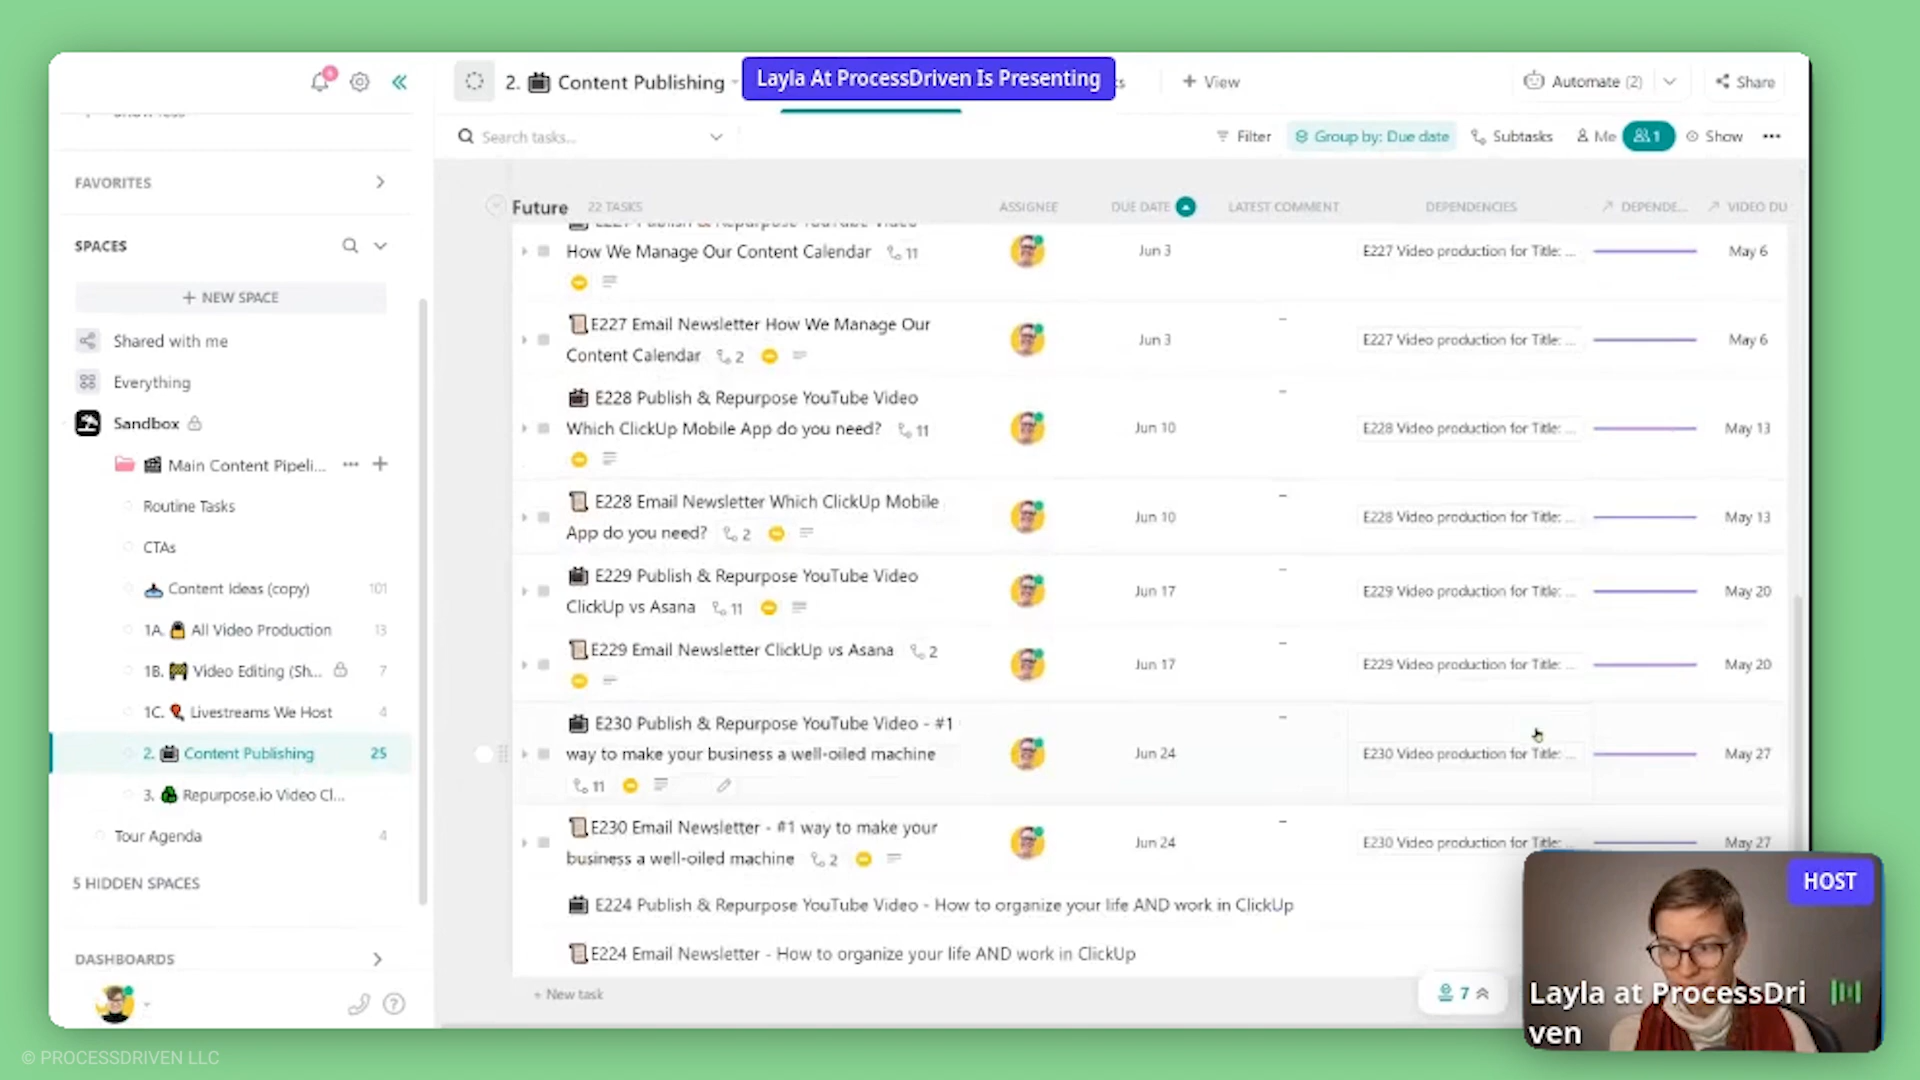 6
2. Content Publishing
Layla At ProcessDriven Is Presenting
+ View
Automate (2)
Share
Search tasks...
Filter
Group by: Due date
Subtasks
Me
1
Show
Show less
FAVORITES
SPACES
+ NEW SPACE
Shared with me
Everything
Sandbox
Main Content Pipeli...
Routine Tasks
CTAs
Content Ideas (copy) 101
1A. All Video Production 13
1B. Video Editing (Sh... 7
1C. Livestreams We Host 4
2. Content Publishing 25
3. Repurpose.io Video Cl...
Tour Agenda 4
5 HIDDEN SPACES
DASHBOARDS
Future 22 TASKS ASSIGNEE DUE DATE LATEST COMMENT DEPENDENCIES DEPENDE... VIDEO DU
E227 Publish & Repurpose YouTube Video
How We Manage Our Content Calendar 11
Jun 3 E227 Video production for Title: ... May 6
E227 Email Newsletter How We Manage Our
Content Calendar 2
Jun 3 – E227 Video production for Title: ... May 6
E228 Publish & Repurpose YouTube Video
Which ClickUp Mobile App do you need? 11
Jun 10 – E228 Video production for Title: ... May 13
E228 Email Newsletter Which ClickUp Mobile
App do you need? 2
Jun 10 – E228 Video production for Title: ... May 13
E229 Publish & Repurpose YouTube Video
ClickUp vs Asana 11
Jun 17 – E229 Video production for Title: ... May 20
E229 Email Newsletter ClickUp vs Asana 2
Jun 17 – E229 Video production for Title: ... May 20
E230 Publish & Repurpose YouTube Video - #1
way to make your business a well-oiled machine
11
Jun 24 – E230 Video production for Title: ... May 27
E230 Email Newsletter - #1 way to make your
business a well-oiled machine 2
Jun 24 – E230 Video production for Title: ... May 27
E224 Publish & Repurpose YouTube Video - How to organize your life AND work in ClickUp
E224 Email Newsletter - How to organize your life AND work in ClickUp
+ New task
7
HOST
Layla at ProcessDri
ven
© PROCESSDRIVEN LLC